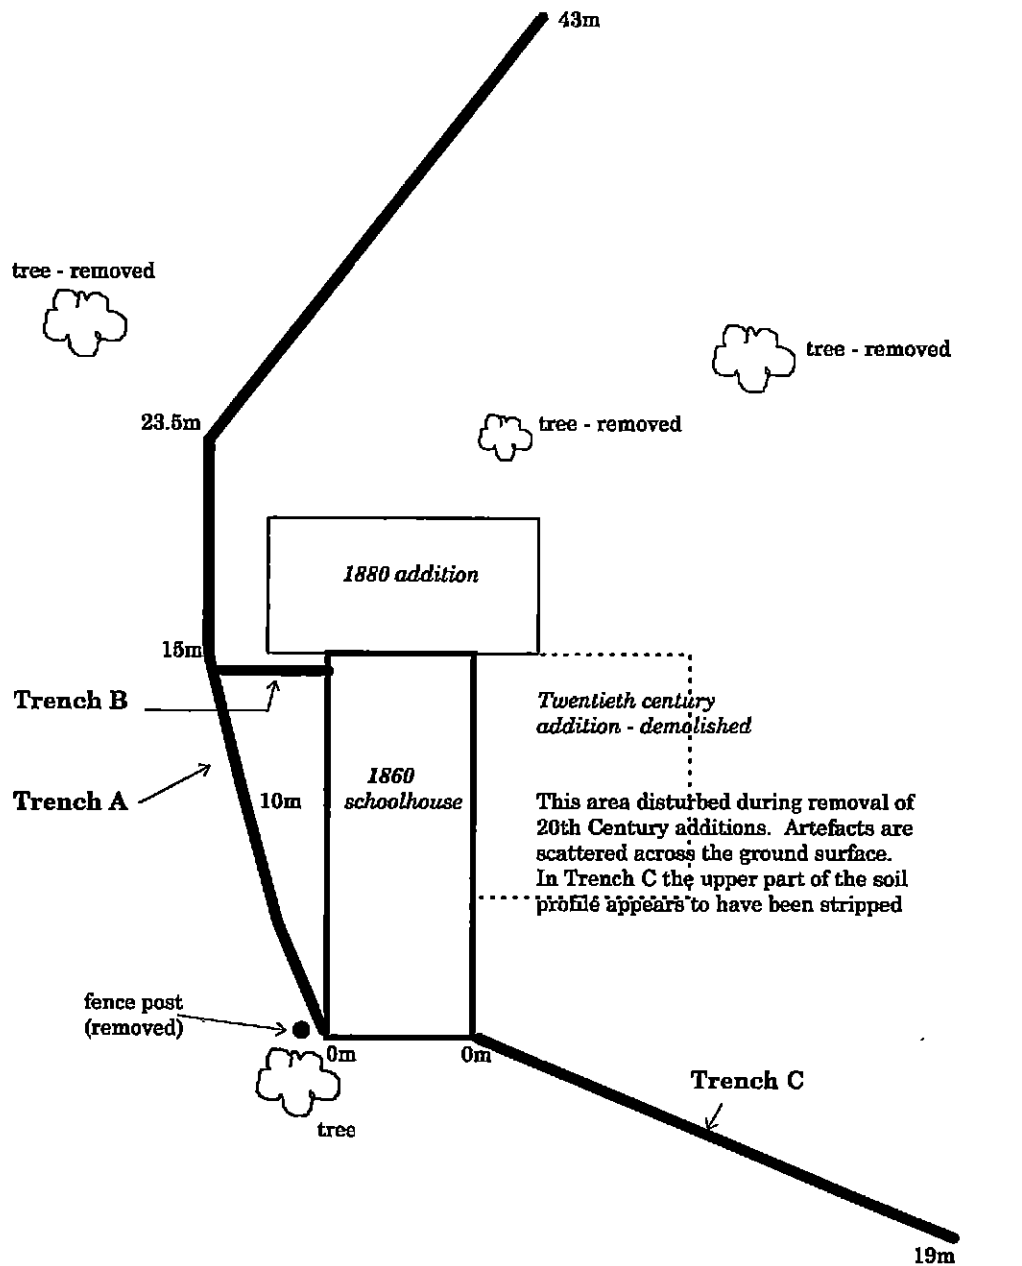 43m
tree - removed
tree - removed
tree - removed
23.5m
1880 addition
15m
Trench B
Twentieth century
addition - demolished
1860
schoolhouse
10m
Trench A
This area disturbed during removal of
20th Century additions. Artefacts are
scattered across the ground surface.
In Trench C the upper part of the soil
profile appears to have been stripped
fence post
(removed)
0m
0m
Trench C
tree
19m